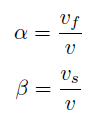 α = v_f / v
β = v_s / v